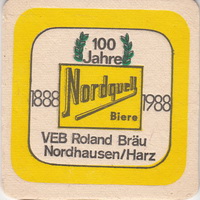 100
Jahre
1888 Nordquell 1988
Biere
VEB Roland Bräu
Nordhausen/Harz